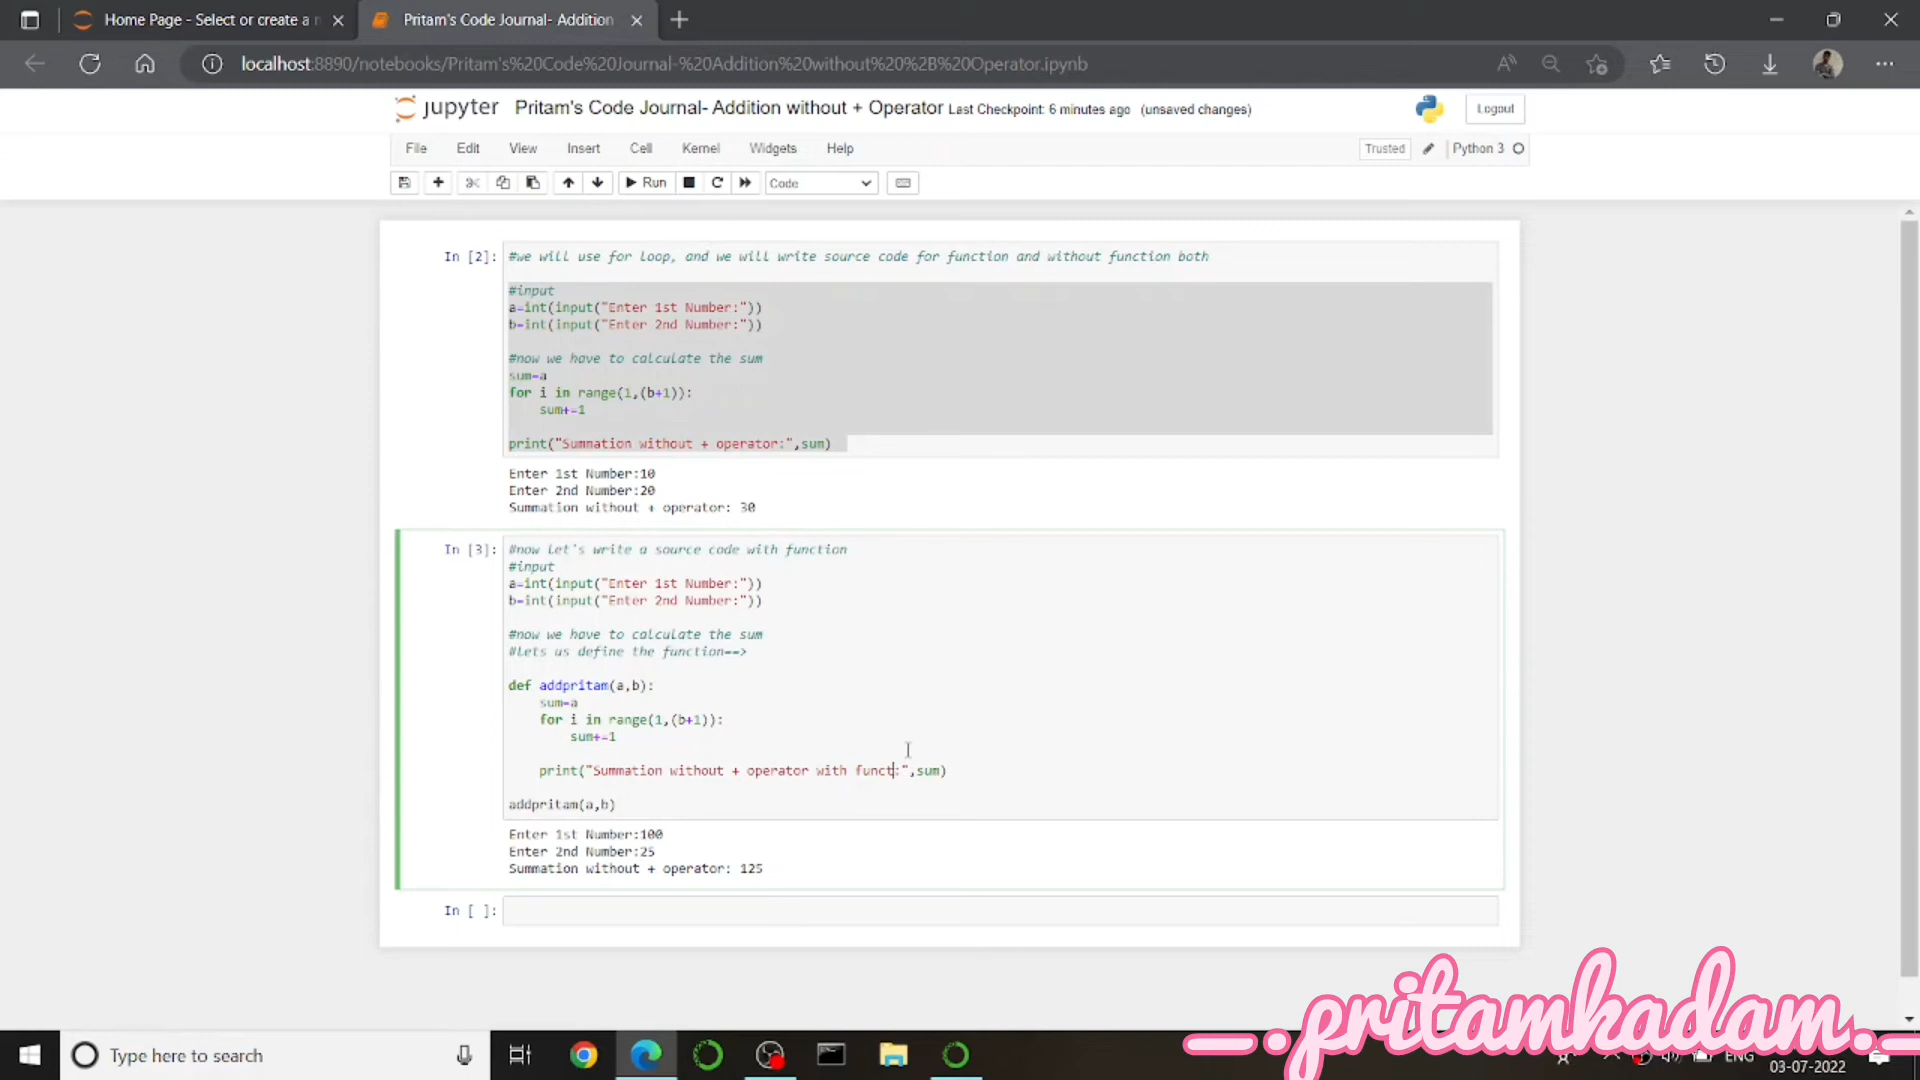 Home Page - Select or create a n
Pritam's Code Journal- Addition
localhost:8890/notebooks/Pritam's%20Code%20Journal-%20Addition%20without%20%2B%20Operator.ipynb
jupyter Pritam's Code Journal- Addition without + Operator Last Checkpoint: 6 minutes ago (unsaved changes)
Logout
File Edit View Insert Cell Kernel Widgets Help
Trusted Python 3
Run Code
In [2]: #we will use for loop, and we will write source code for function and without function both
#input
a=int(input("Enter 1st Number:"))
b=int(input("Enter 2nd Number:"))
#now we have to calculate the sum
sum=a
for i in range(1,(b+1)):
sum+=1
print("Summation without + operator:",sum)
Enter 1st Number:10
Enter 2nd Number:20
Summation without + operator: 30
In [3]: #now let's write a source code with function
#input
a=int(input("Enter 1st Number:"))
b=int(input("Enter 2nd Number:"))
#now we have to calculate the sum
#Lets us define the function-->
def addpritam(a,b):
sum=a
for i in range(1,(b+1)):
sum+=1
print("Summation without + operator with funct:",sum)
addpritam(a,b)
Enter 1st Number:100
Enter 2nd Number:25
Summation without + operator: 125
In [ ]:
__.pritamkadam.__
Type here to search
ENG
03-07-2022